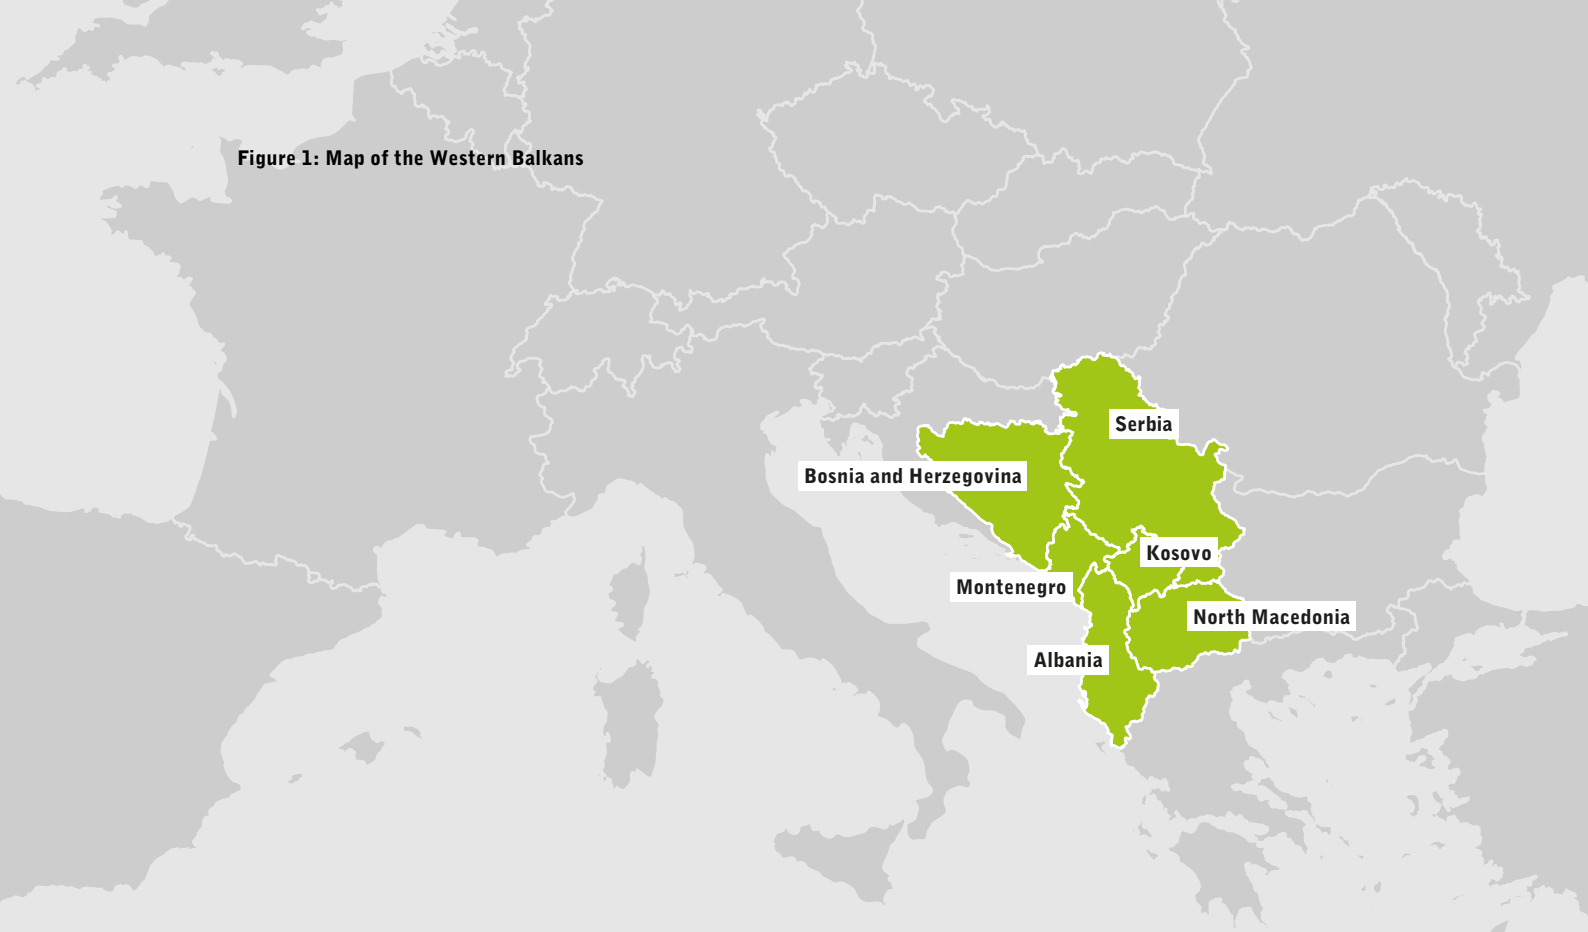 Figure 1: Map of the Western Balkans
Serbia
Bosnia and Herzegovina
Kosovo
Montenegro
North Macedonia
Albania